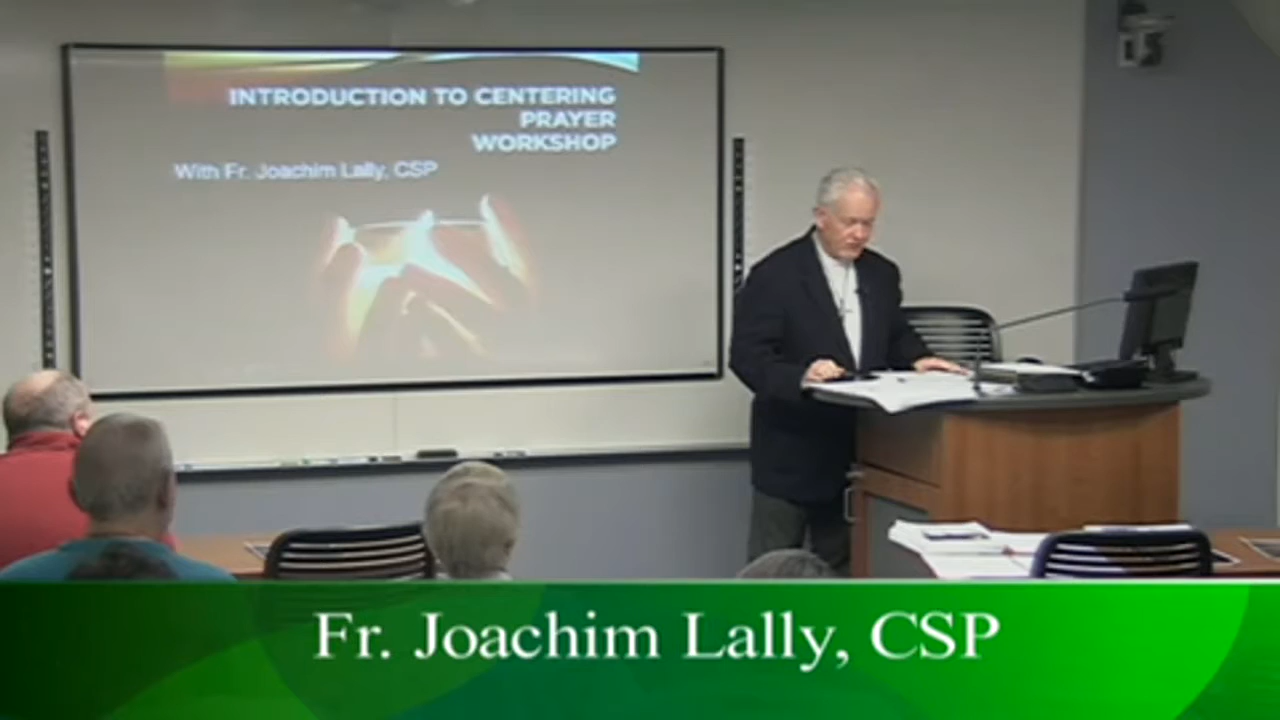 INTRODUCTION TO CENTERING
PRAYER
WORKSHOP
With Fr. Joachim Lally, CSP
Fr. Joachim Lally, CSP